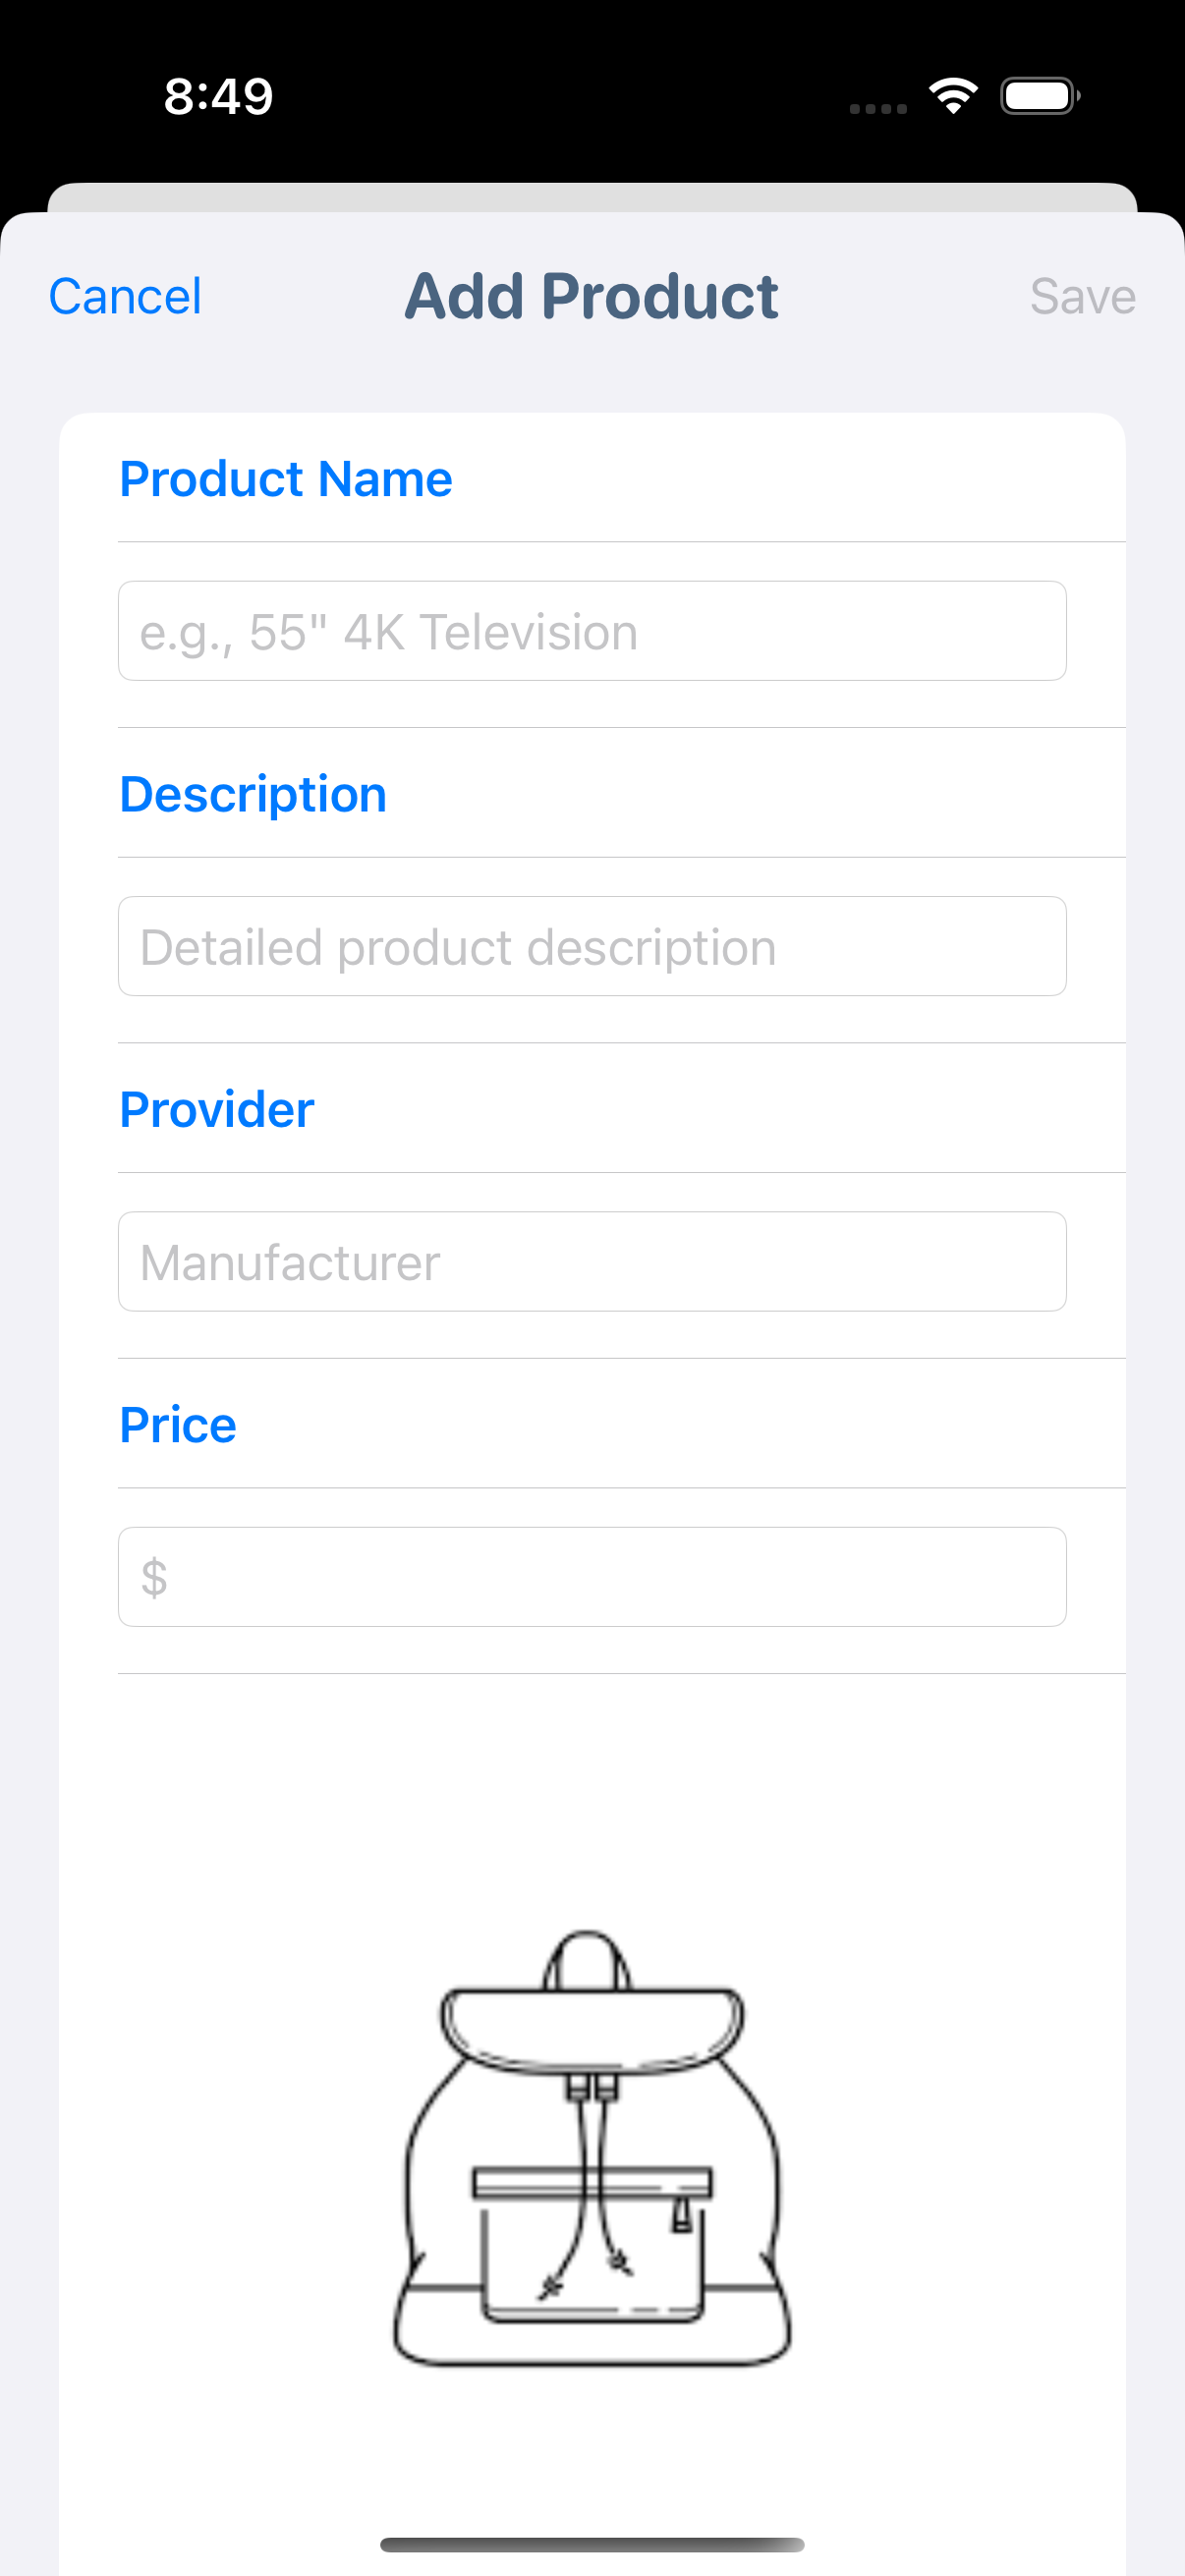 8:49
Cancel Add Product Save
Product Name
e.g., 55" 4K Television
Description
Detailed product description
Provider
Manufacturer
Price
$